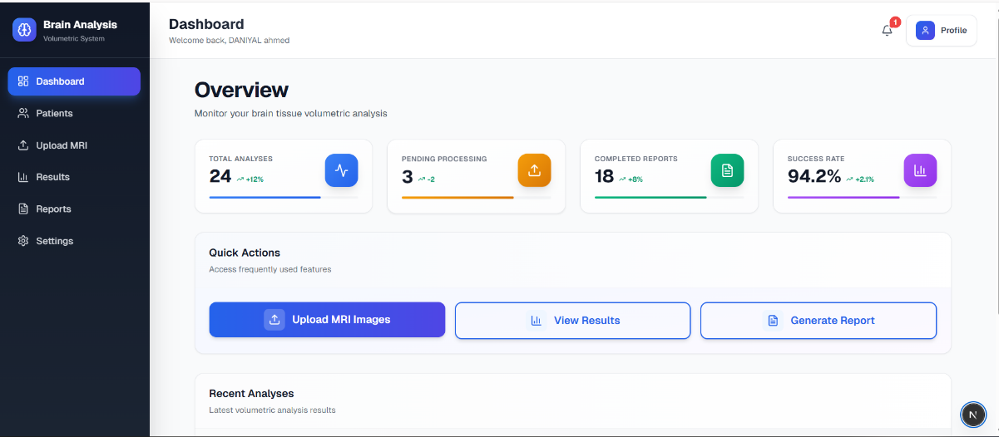 Brain Analysis
Volumetric System
Dashboard
Patients
Upload MRI
Results
Reports
Settings
Dashboard
Welcome back, DANIYAL ahmed
1
Profile
Overview
Monitor your brain tissue volumetric analysis
TOTAL ANALYSES
24 +12%
PENDING PROCESSING
3 -2
COMPLETED REPORTS
18 +8%
SUCCESS RATE
94.2% +2.1%
Quick Actions
Access frequently used features
Upload MRI Images
View Results
Generate Report
Recent Analyses
Latest volumetric analysis results
N